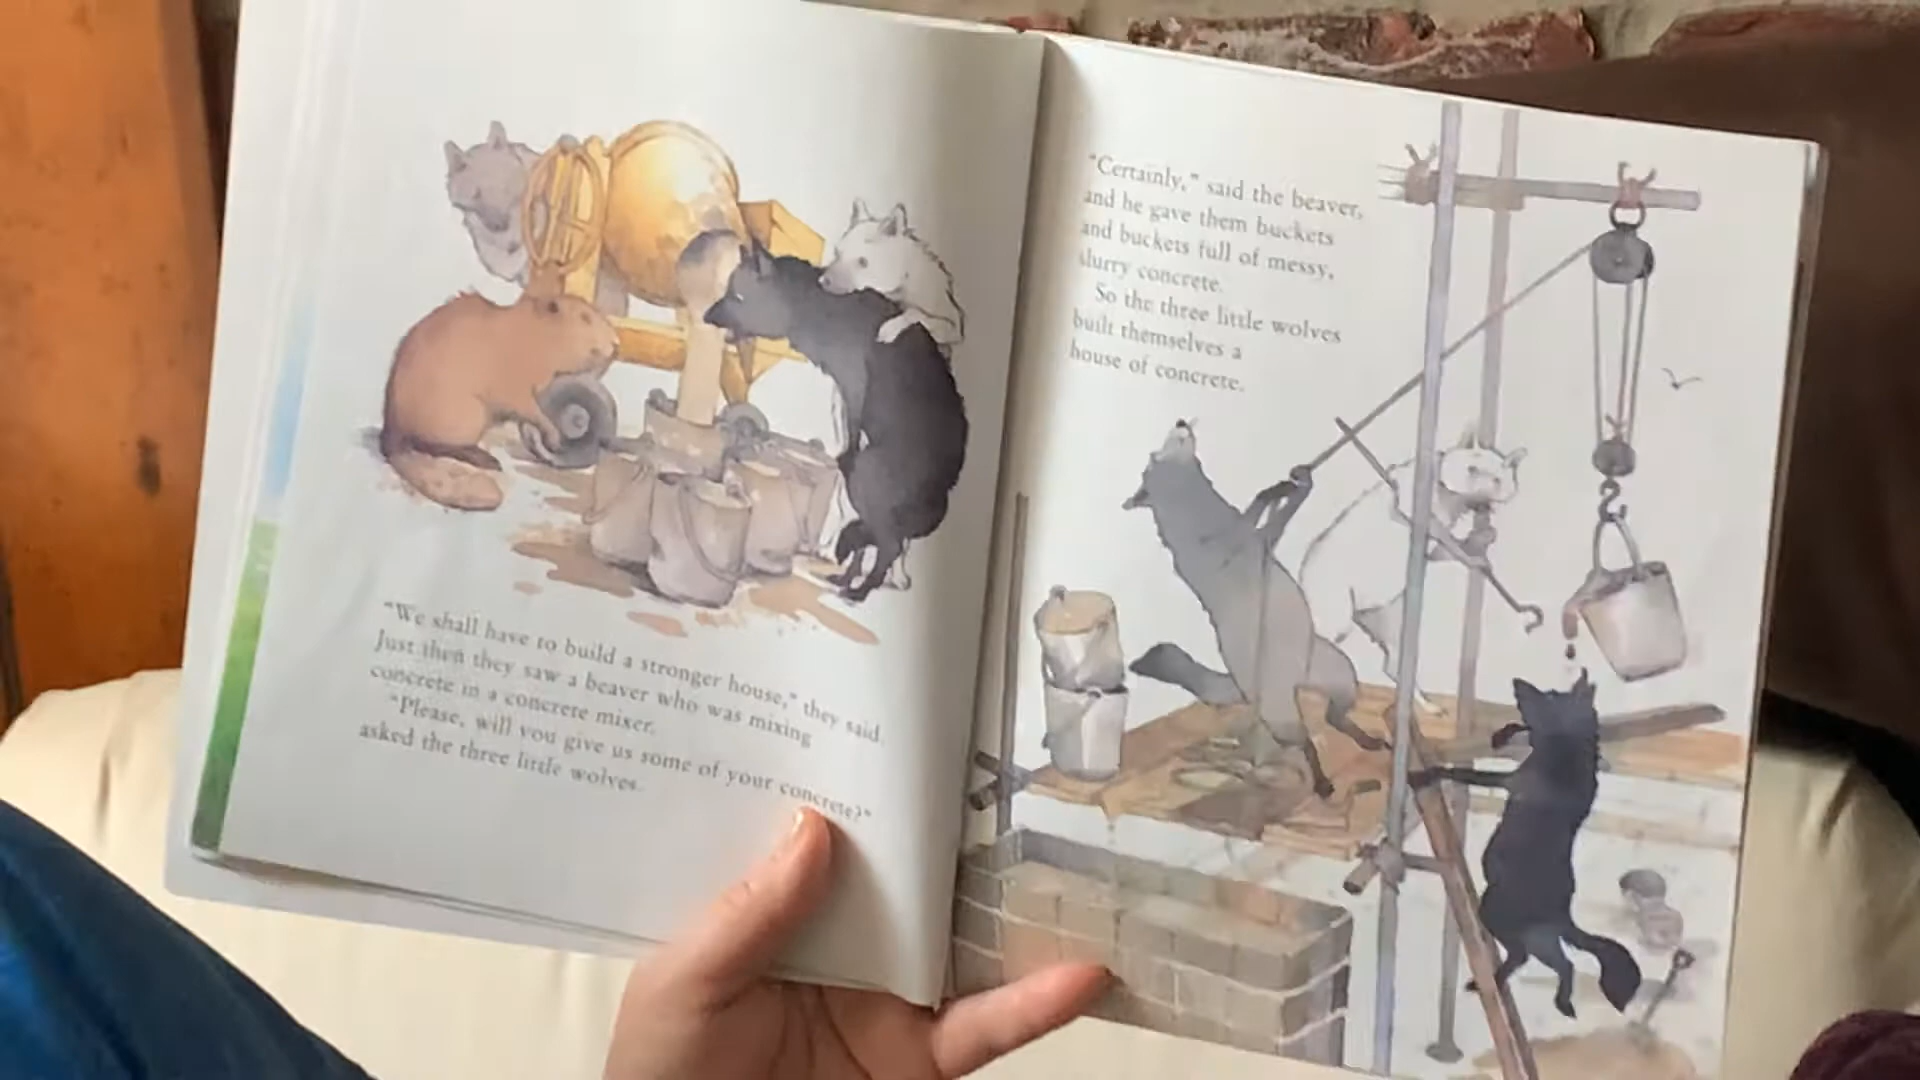 "We shall have to build a stronger house," they said.
Just then they saw a beaver who was mixing
concrete in a concrete mixer.
"Please, will you give us some of your concrete?"
asked the three little wolves.
"Certainly," said the beaver,
and he gave them buckets
and buckets full of messy,
slurry concrete.
So the three little wolves
built themselves a
house of concrete.